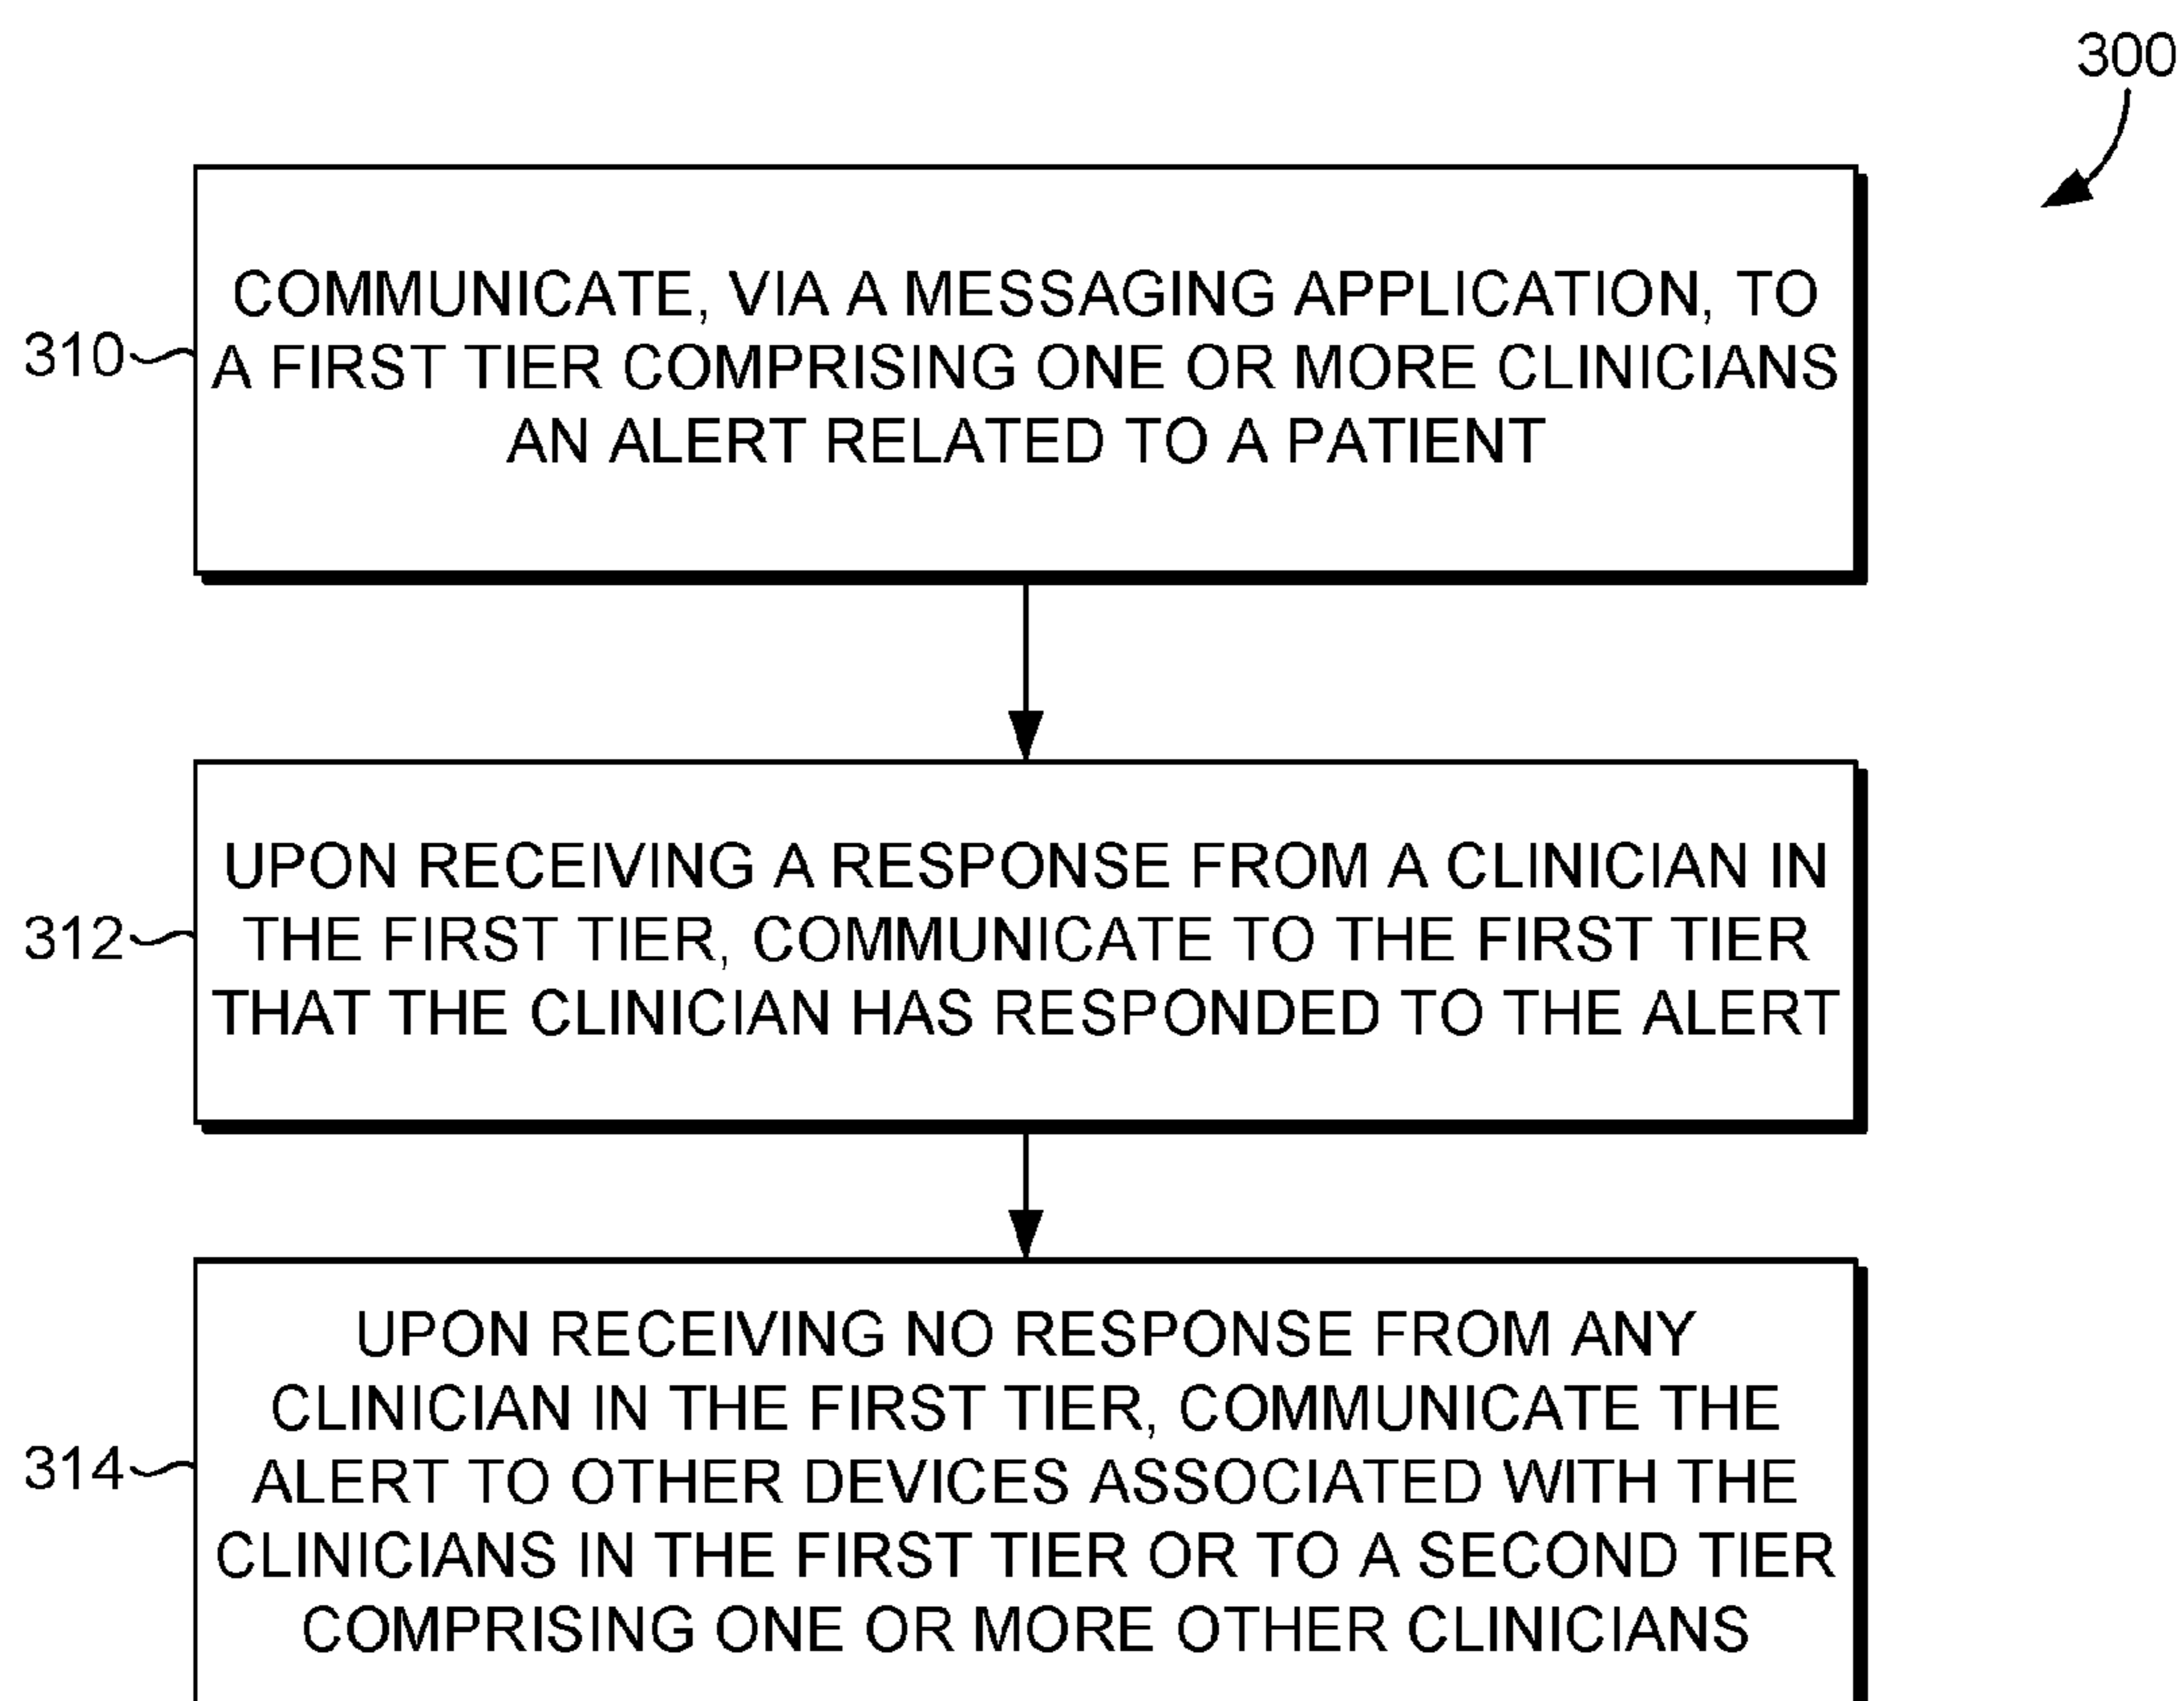 300
COMMUNICATE, VIA A MESSAGING APPLICATION, TO
310 A FIRST TIER COMPRISING ONE OR MORE CLINICIANS
AN ALERT RELATED TO A PATIENT
UPON RECEIVING A RESPONSE FROM A CLINICIAN IN
312 THE FIRST TIER, COMMUNICATE TO THE FIRST TIER
THAT THE CLINICIAN HAS RESPONDED TO THE ALERT
UPON RECEIVING NO RESPONSE FROM ANY
CLINICIAN IN THE FIRST TIER, COMMUNICATE THE
314 ALERT TO OTHER DEVICES ASSOCIATED WITH THE
CLINICIANS IN THE FIRST TIER OR TO A SECOND TIER
COMPRISING ONE OR MORE OTHER CLINICIANS